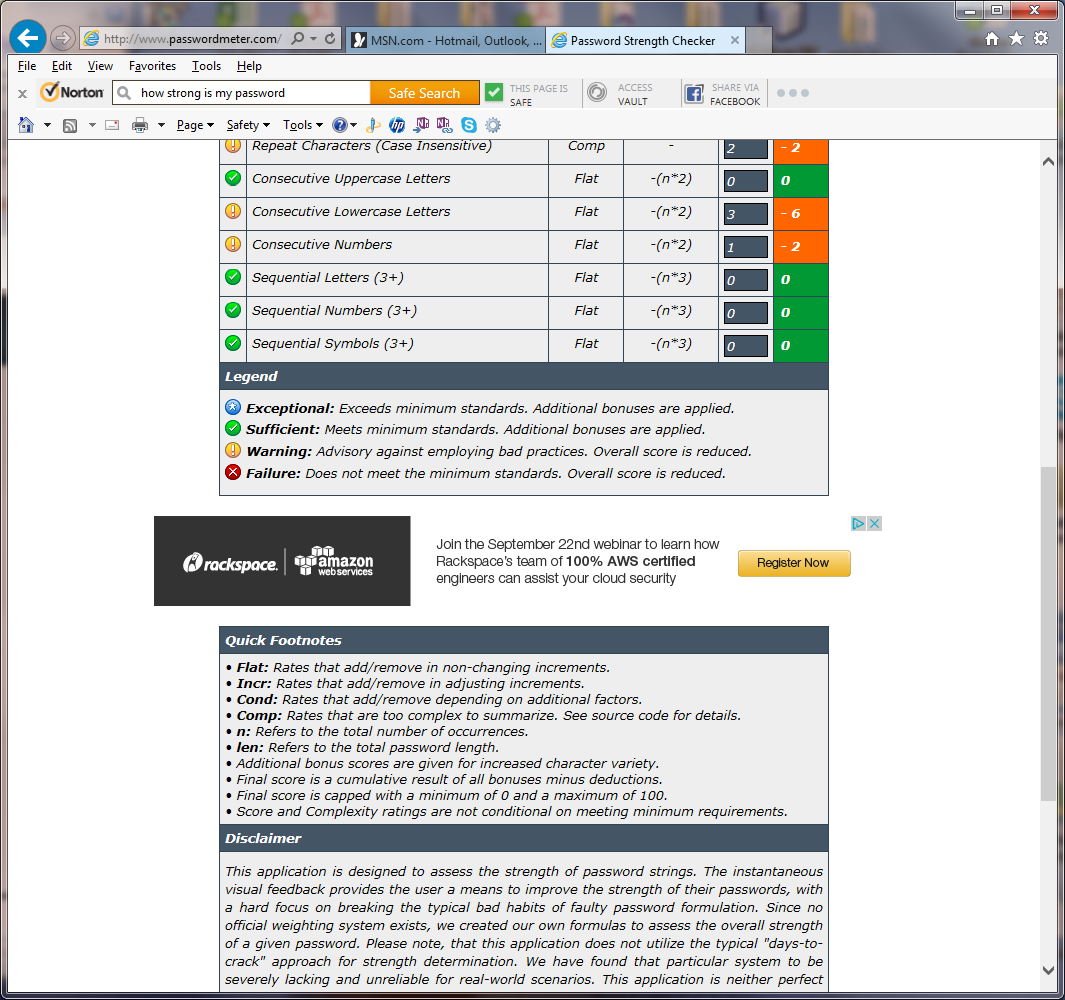 http://www.passwordmeter.com/
MSN.com - Hotmail, Outlook, ...
Password Strength Checker
File Edit View Favorites Tools Help
Norton
how strong is my password
Safe Search
THIS PAGE IS
SAFE
ACCESS
VAULT
SHARE VIA
FACEBOOK
Page Safety Tools
Repeat Characters (Case Insensitive) Comp - 2 - 2
Consecutive Uppercase Letters Flat -(n*2) 0 0
Consecutive Lowercase Letters Flat -(n*2) 3 - 6
Consecutive Numbers Flat -(n*2) 1 - 2
Sequential Letters (3+) Flat -(n*3) 0 0
Sequential Numbers (3+) Flat -(n*3) 0 0
Sequential Symbols (3+) Flat -(n*3) 0 0
Legend
Exceptional: Exceeds minimum standards. Additional bonuses are applied.
Sufficient: Meets minimum standards. Additional bonuses are applied.
Warning: Advisory against employing bad practices. Overall score is reduced.
Failure: Does not meet the minimum standards. Overall score is reduced.
rackspace.
amazon
web services
Join the September 22nd webinar to learn how
Rackspace's team of 100% AWS certified
engineers can assist your cloud security
Register Now
Quick Footnotes
• Flat: Rates that add/remove in non-changing increments.
• Incr: Rates that add/remove in adjusting increments.
• Cond: Rates that add/remove depending on additional factors.
• Comp: Rates that are too complex to summarize. See source code for details.
• n: Refers to the total number of occurrences.
• len: Refers to the total password length.
• Additional bonus scores are given for increased character variety.
• Final score is a cumulative result of all bonuses minus deductions.
• Final score is capped with a minimum of 0 and a maximum of 100.
• Score and Complexity ratings are not conditional on meeting minimum requirements.
Disclaimer
This application is designed to assess the strength of password strings. The instantaneous
visual feedback provides the user a means to improve the strength of their passwords, with
a hard focus on breaking the typical bad habits of faulty password formulation. Since no
official weighting system exists, we created our own formulas to assess the overall strength
of a given password. Please note, that this application does not utilize the typical "days-to-
crack" approach for strength determination. We have found that particular system to be
severely lacking and unreliable for real-world scenarios. This application is neither perfect